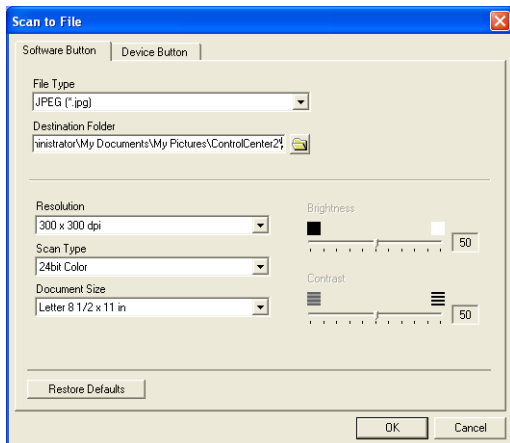 Scan to File
Software Button
Device Button
File Type
JPEG (*.jpg)
Destination Folder
ninistrator\My Documents\My Pictures\ControlCenter2\
Resolution
300 x 300 dpi
Scan Type
24bit Color
Document Size
Letter 8 1/2 x 11 in
Brightness
50
Contrast
50
Restore Defaults
OK
Cancel